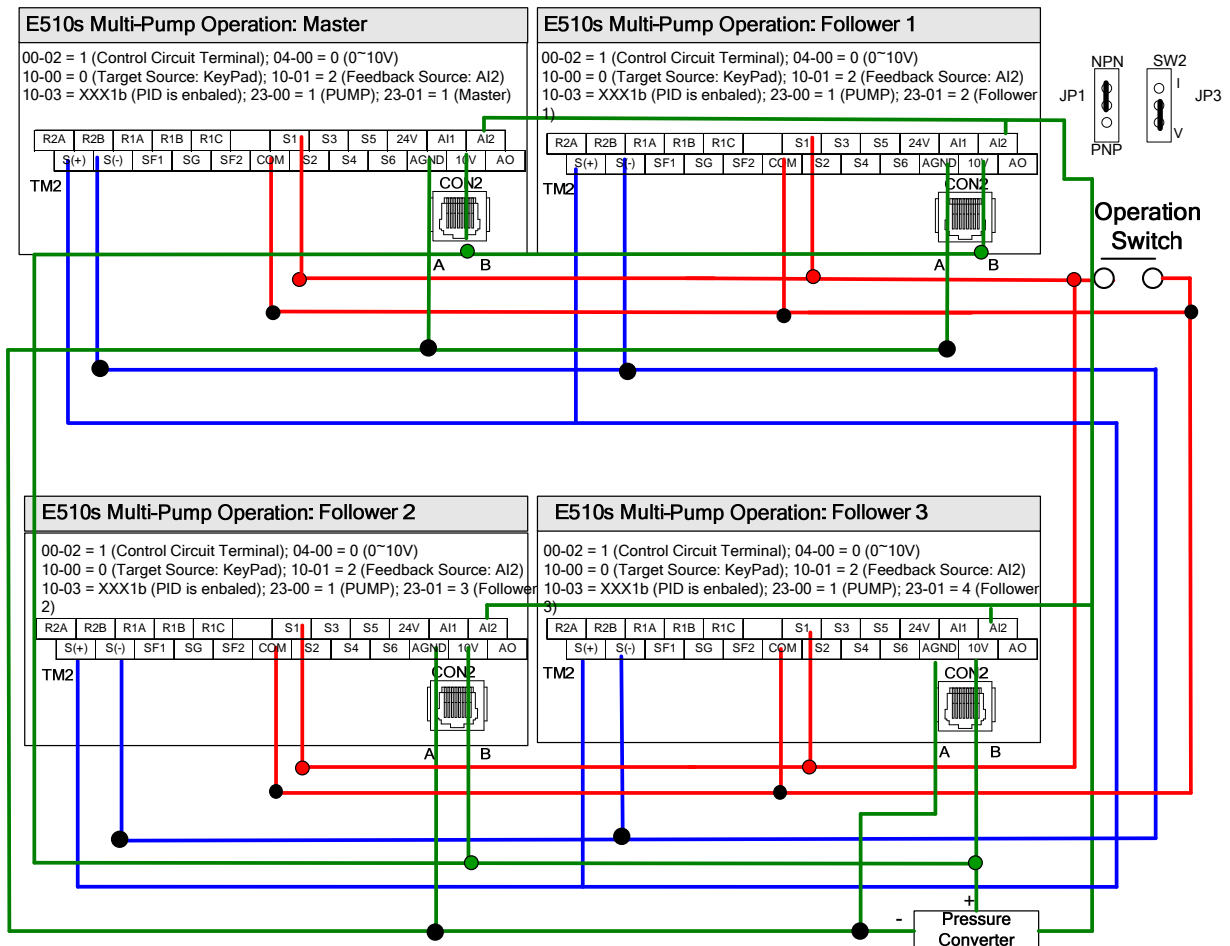 E510s Multi-Pump Operation: Master
00-02 = 1 (Control Circuit Terminal); 04-00 = 0 (0~10V)
10-00 = 0 (Target Source: KeyPad); 10-01 = 2 (Feedback Source: AI2)
10-03 = XXX1b (PID is enbaled); 23-00 = 1 (PUMP); 23-01 = 1 (Master)
R2A R2B R1A R1B R1C S1 S3 S5 24V AI1 AI2
S(+) S(-) SF1 SG SF2 COM S2 S4 S6 AGND 10V AO
TM2
CON2
A B
E510s Multi-Pump Operation: Follower 1
00-02 = 1 (Control Circuit Terminal); 04-00 = 0 (0~10V)
10-00 = 0 (Target Source: KeyPad); 10-01 = 2 (Feedback Source: AI2)
10-03 = XXX1b (PID is enbaled); 23-00 = 1 (PUMP); 23-01 = 2 (Follower
1)
R2A R2B R1A R1B R1C S1 S3 S5 24V AI1 AI2
S(+) S(-) SF1 SG SF2 COM S2 S4 S6 AGND 10V AO
TM2
CON2
A B
NPN SW2
I
JP1 JP3
V
PNP
Operation
Switch
E510s Multi-Pump Operation: Follower 2
00-02 = 1 (Control Circuit Terminal); 04-00 = 0 (0~10V)
10-00 = 0 (Target Source: KeyPad); 10-01 = 2 (Feedback Source: AI2)
10-03 = XXX1b (PID is enbaled); 23-00 = 1 (PUMP); 23-01 = 3 (Follower
2)
R2A R2B R1A R1B R1C S1 S3 S5 24V AI1 AI2
S(+) S(-) SF1 SG SF2 COM S2 S4 S6 AGND 10V AO
TM2
CON2
A B
E510s Multi-Pump Operation: Follower 3
00-02 = 1 (Control Circuit Terminal); 04-00 = 0 (0~10V)
10-00 = 0 (Target Source: KeyPad); 10-01 = 2 (Feedback Source: AI2)
10-03 = XXX1b (PID is enbaled); 23-00 = 1 (PUMP); 23-01 = 4 (Follower
3)
R2A R2B R1A R1B R1C S1 S3 S5 24V AI1 AI2
S(+) S(-) SF1 SG SF2 COM S2 S4 S6 AGND 10V AO
TM2
CON2
A B
- +
Pressure
Converter